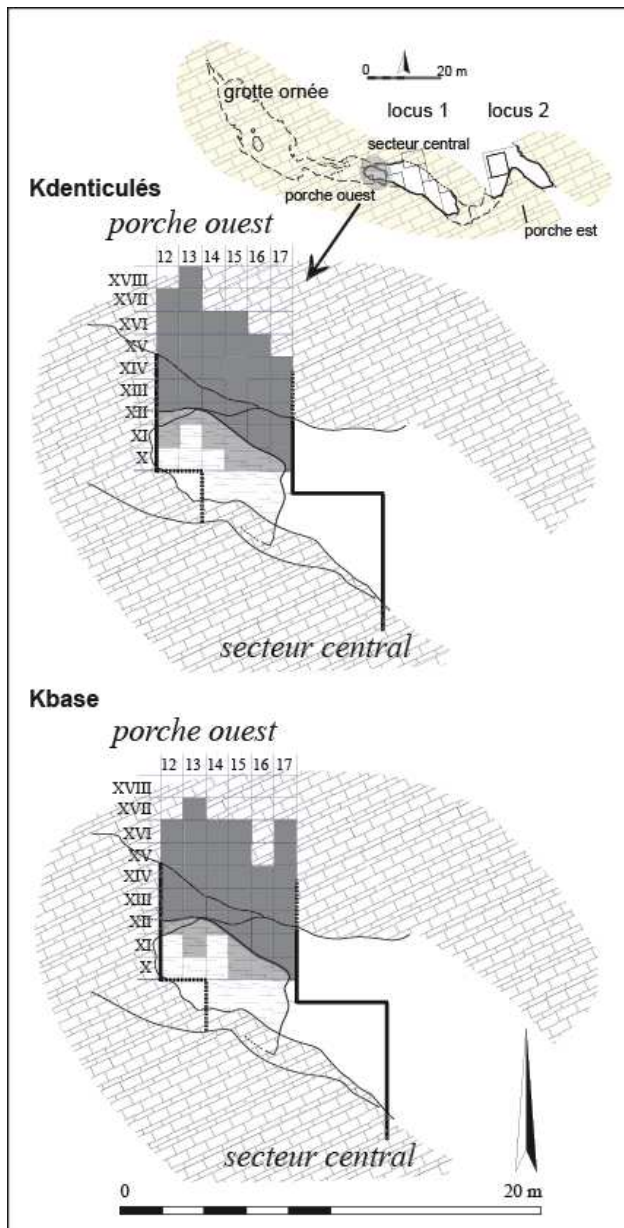 0 20 m
grotte ornée
locus 1 locus 2
secteur central
Kdenticulés
porche ouest
porche est
porche ouest
12 13 14 15 16 17
XVIII
XVII
XVI
XV
XIV
XIII
XII
XI
X
secteur central
Kbase
porche ouest
12 13 14 15 16 17
XVIII
XVII
XVI
XV
XIV
XIII
XII
XI
X
secteur central
0 20 m